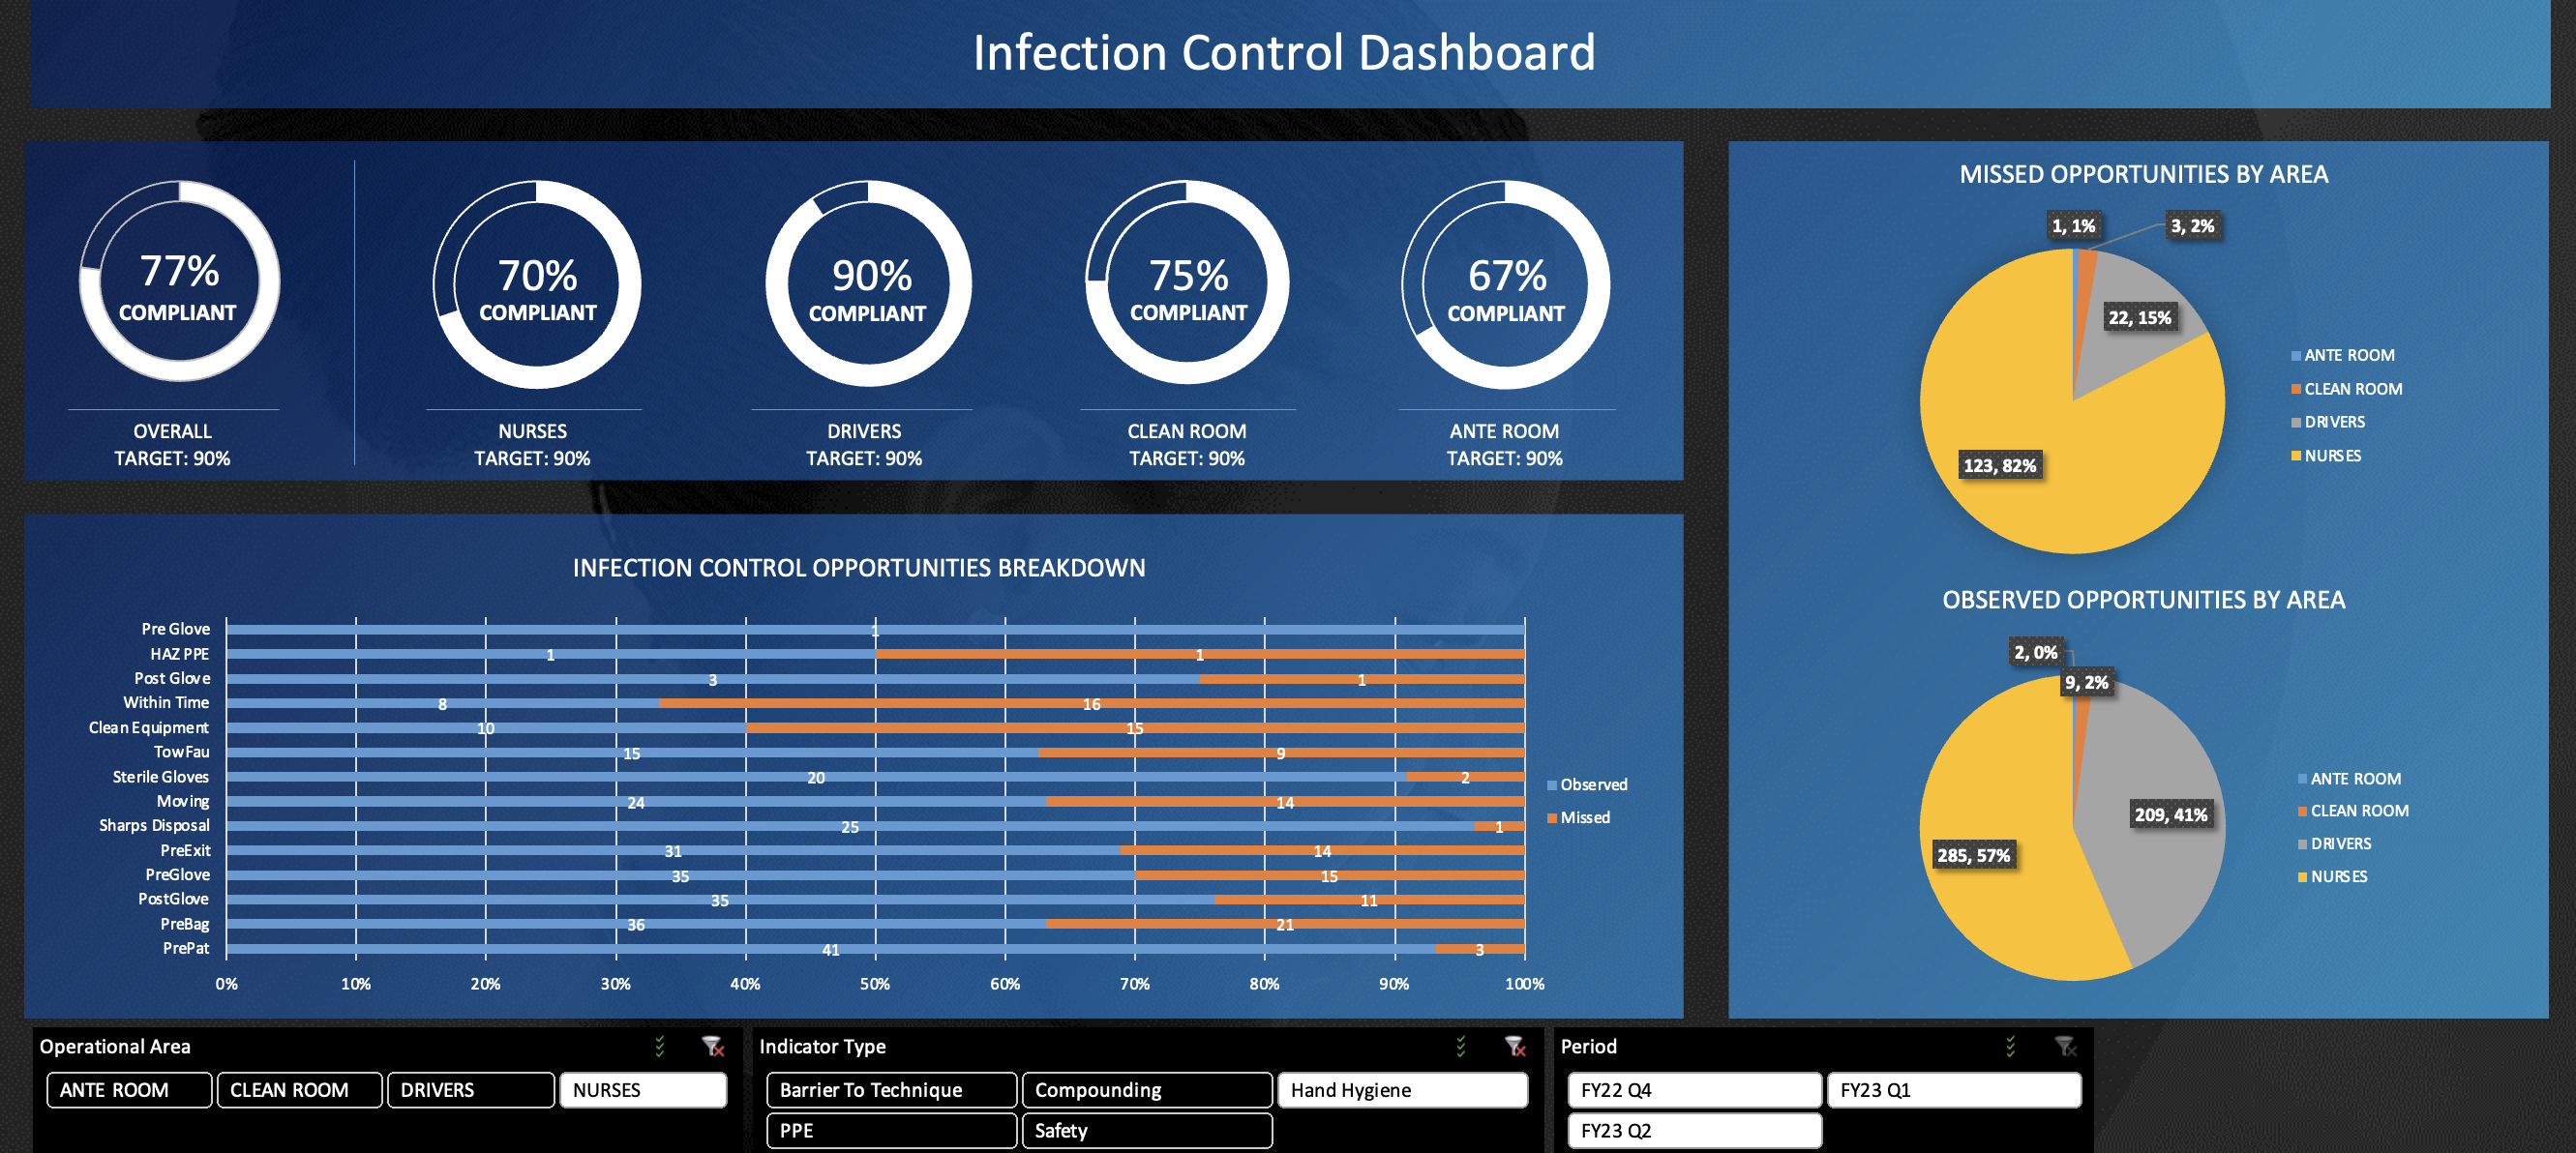 Infection Control Dashboard
77%
COMPLIANT
OVERALL
TARGET: 90%
70%
COMPLIANT
NURSES
TARGET: 90%
90%
COMPLIANT
DRIVERS
TARGET: 90%
75%
COMPLIANT
CLEAN ROOM
TARGET: 90%
67%
COMPLIANT
ANTE ROOM
TARGET: 90%
MISSED OPPORTUNITIES BY AREA
1, 1%
3, 2%
22, 15%
123, 82%
ANTE ROOM
CLEAN ROOM
DRIVERS
NURSES
INFECTION CONTROL OPPORTUNITIES BREAKDOWN
Pre Glove 1
HAZ PPE 1 1
Post Glove 3 1
Within Time 8 16
Clean Equipment 10 15
TowFau 15 9
Sterile Gloves 20 2
Moving 24 14
Sharps Disposal 25 1
PreExit 31 14
PreGlove 35 15
PostGlove 35 11
PreBag 36 21
PrePat 41 3
0% 10% 20% 30% 40% 50% 60% 70% 80% 90% 100%
Observed
Missed
OBSERVED OPPORTUNITIES BY AREA
2, 0%
9, 2%
209, 41%
285, 57%
ANTE ROOM
CLEAN ROOM
DRIVERS
NURSES
Operational Area
ANTE ROOM CLEAN ROOM DRIVERS NURSES
Indicator Type
Barrier To Technique Compounding Hand Hygiene
PPE Safety
Period
FY22 Q4 FY23 Q1
FY23 Q2